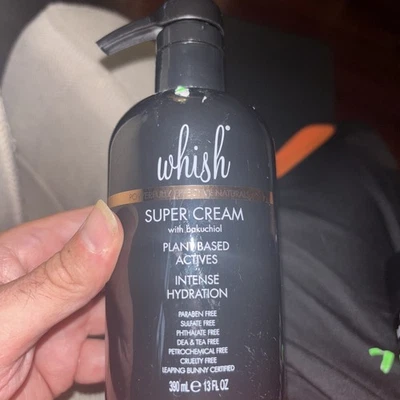 whish
SUPER CREAM
with bakuchiol
PLANT BASED
ACTIVES
INTENSE
HYDRATION
PARABEN FREE
SULFATE FREE
PHTHALATE FREE
DEA & TEA FREE
PETROCHEMICAL FREE
CRUELTY FREE
LEAPING BUNNY CERTIFIED
390 mL e 13 FL OZ